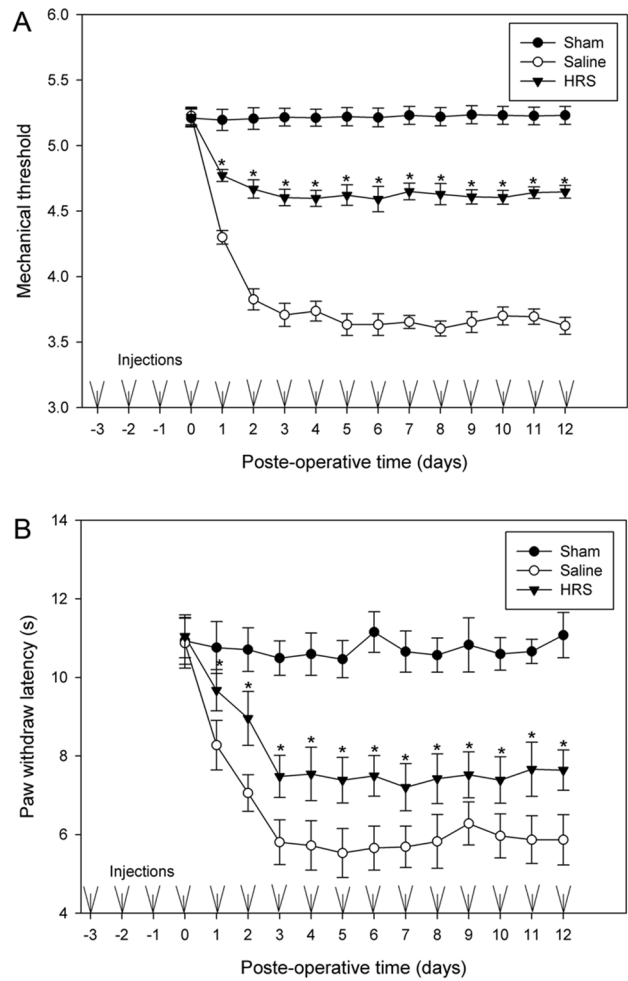 A
6.0
Sham
Saline
HRS
5.5
5.0
4.5
4.0
3.5
3.0
Mechanical threshold
* * * * * * * * * * * *
Injections
-3 -2 -1 0 1 2 3 4 5 6 7 8 9 10 11 12
Poste-operative time (days)
B
14
Sham
Saline
HRS
12
10
8
6
4
Paw withdraw latency (s)
* * * * * * * * * * * *
Injections
-3 -2 -1 0 1 2 3 4 5 6 7 8 9 10 11 12
Poste-operative time (days)